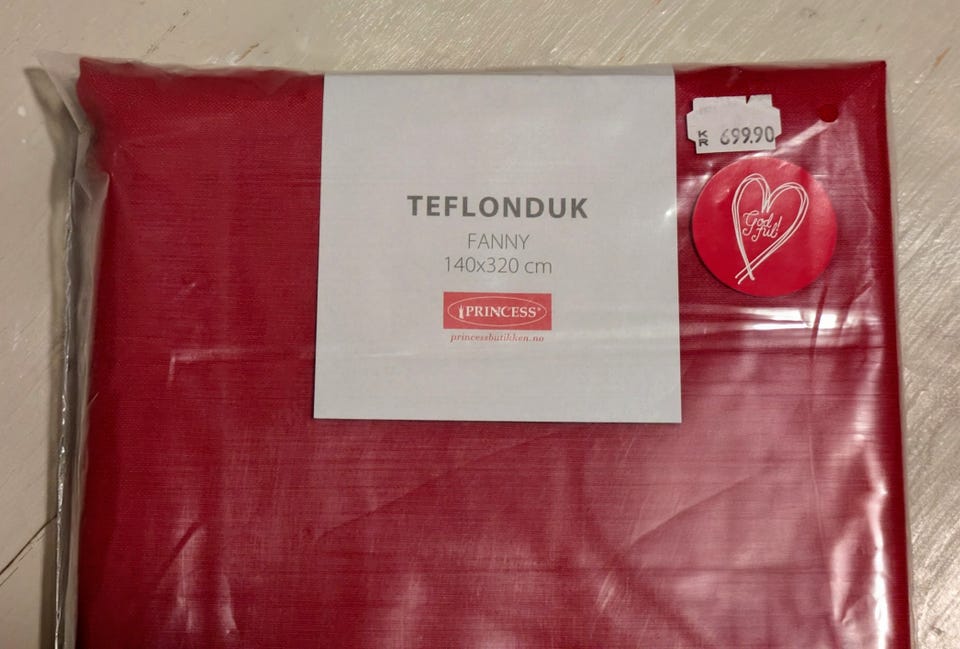 TEFLONDUK
FANNY
140x320 cm
PRINCESS®
princessbutikken.no
KR 699.90
God
Jul!